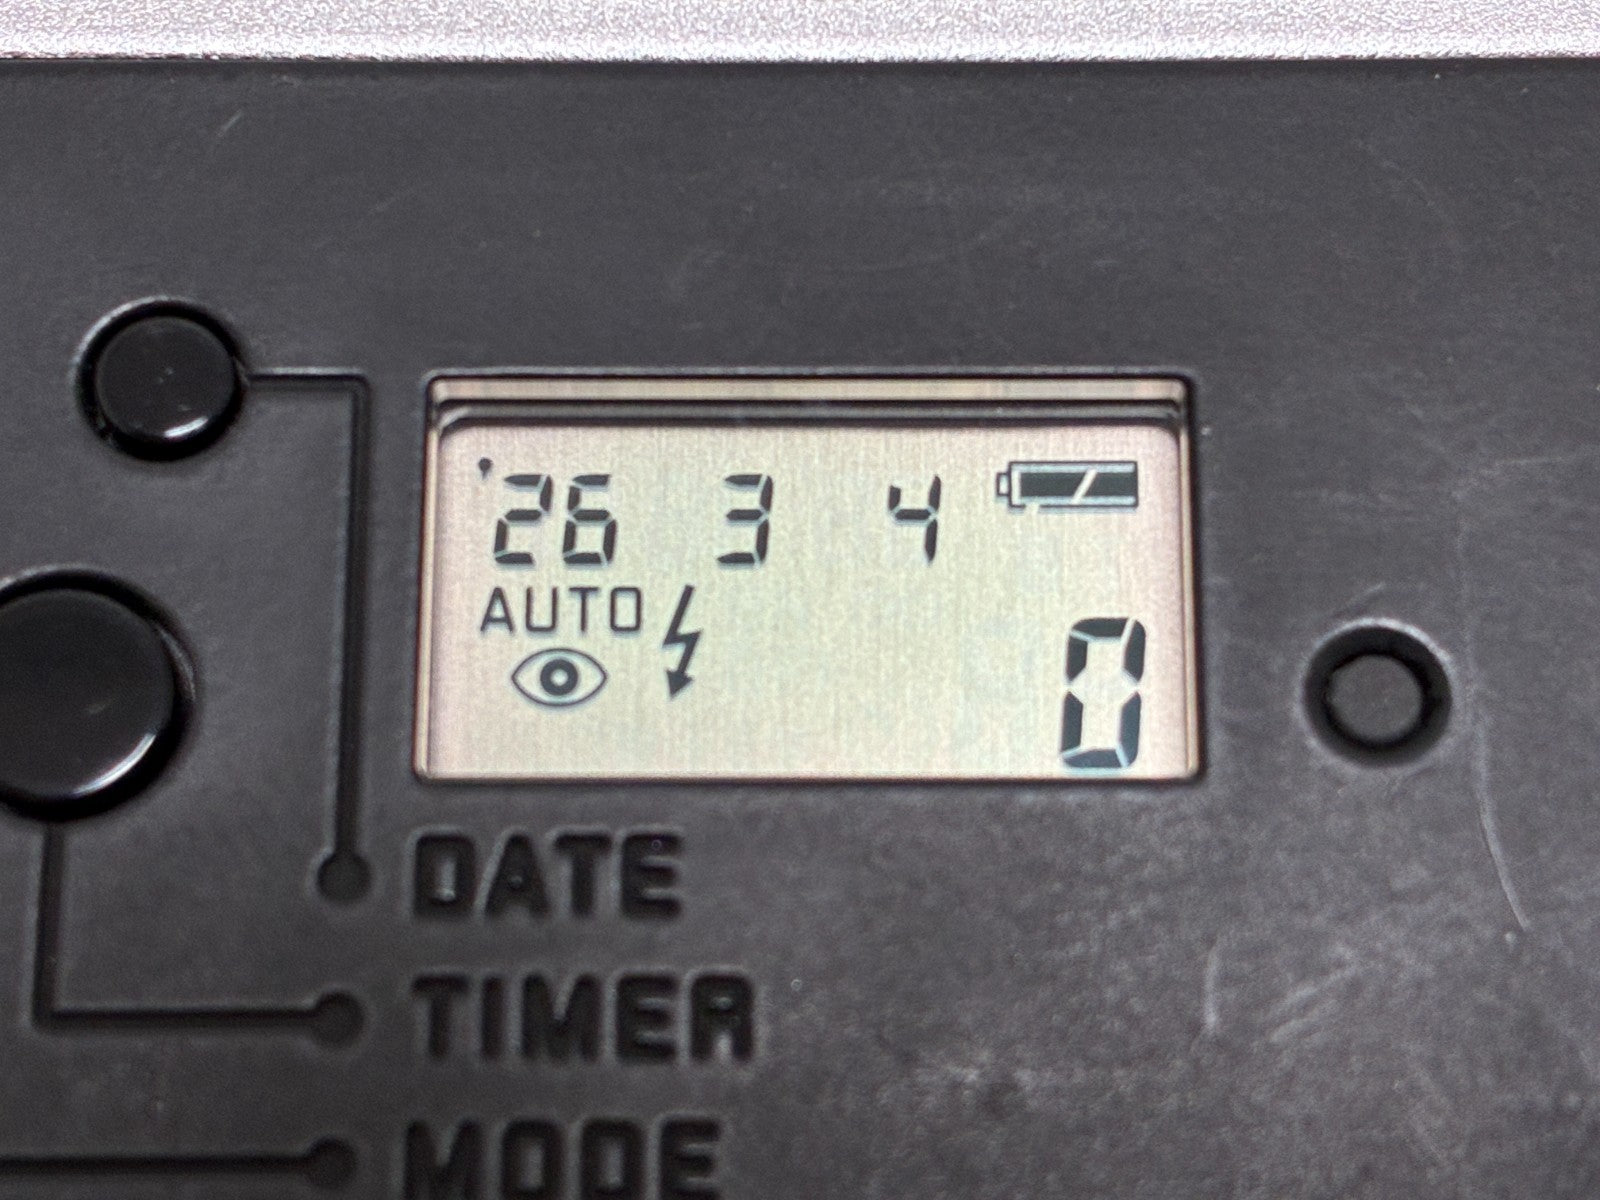 '26 3 4
AUTO
0
DATE
TIMER
MODE